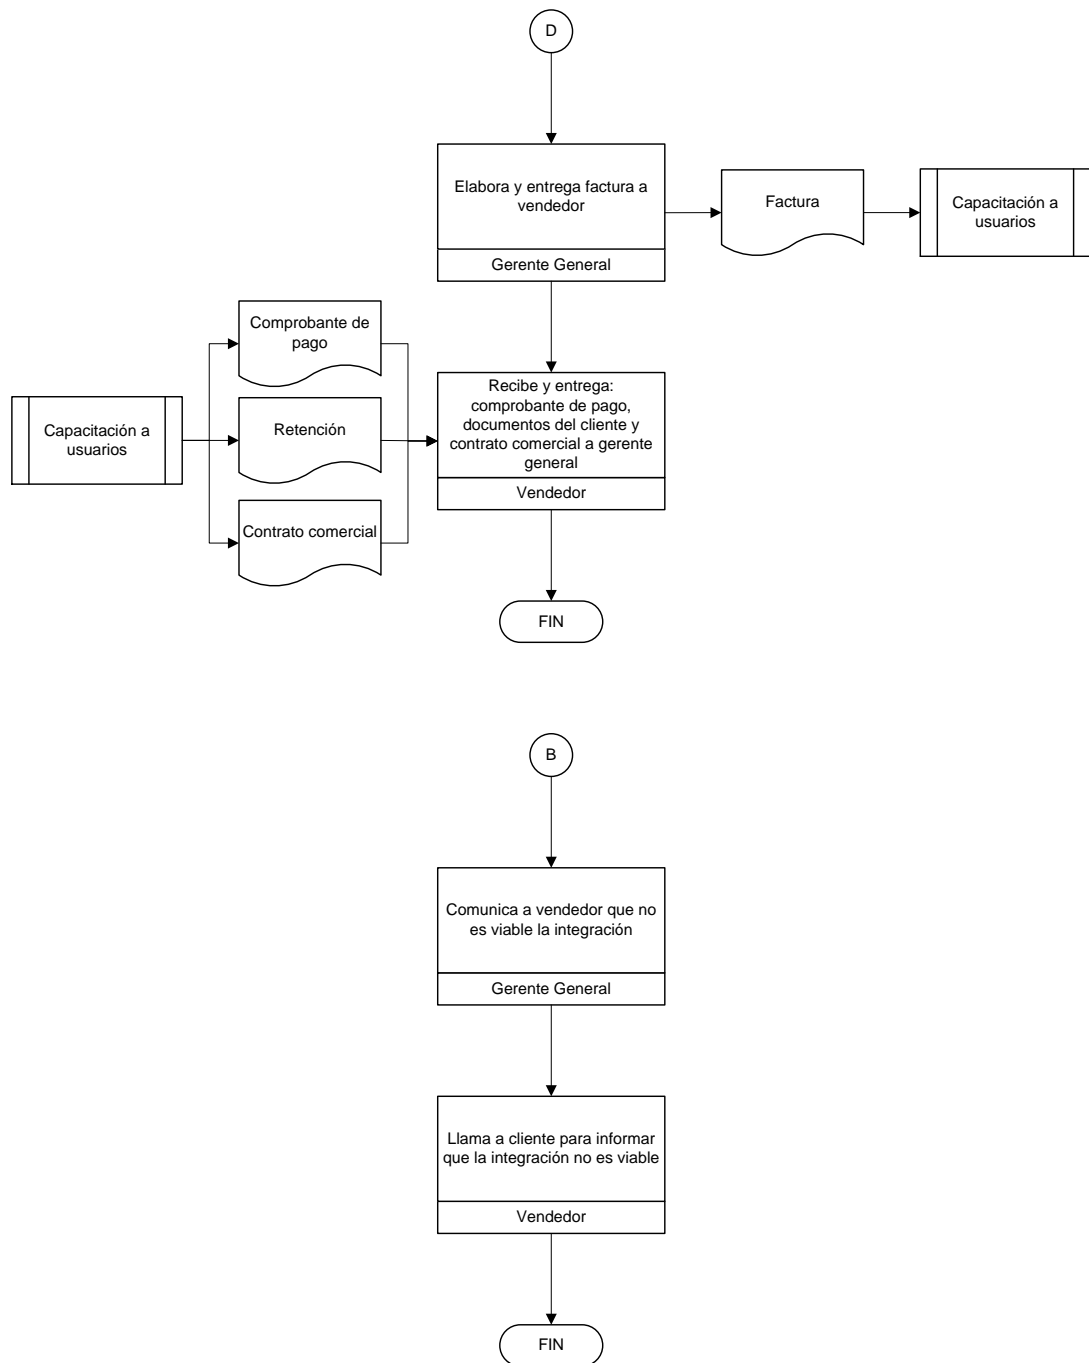 D
Elabora y entrega factura a
vendedor
Gerente General
Factura
Capacitación a
usuarios
Comprobante de
pago
Capacitación a
usuarios
Retención
Contrato comercial
Recibe y entrega:
comprobante de pago,
documentos del cliente y
contrato comercial a gerente
general
Vendedor
FIN
B
Comunica a vendedor que no
es viable la integración
Gerente General
Llama a cliente para informar
que la integración no es viable
Vendedor
FIN